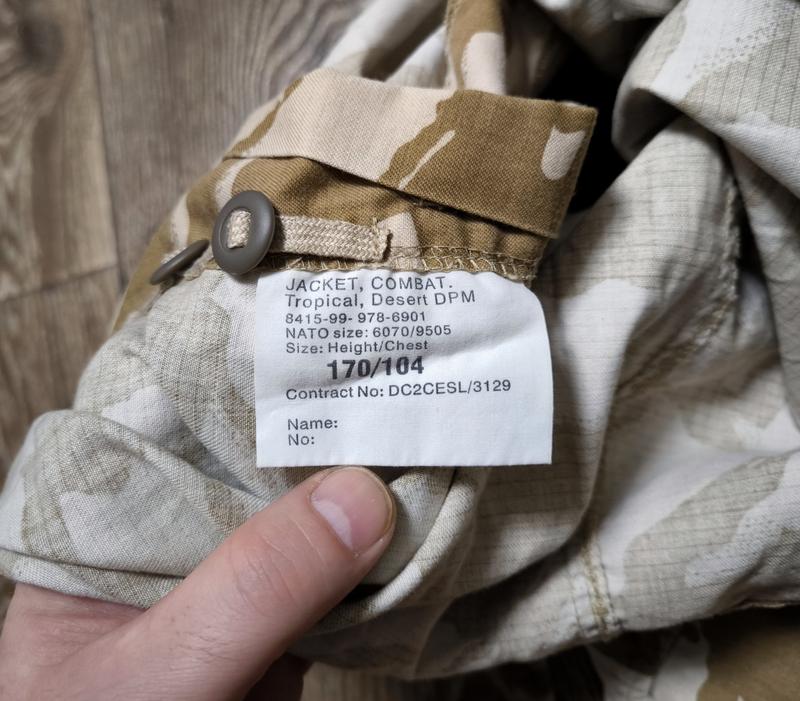 JACKET, COMBAT.
Tropical, Desert DPM
8415-99- 978-6901
NATO size: 6070/9505
Size: Height/Chest
170/104
Contract No: DC2CESL/3129
Name:
No: